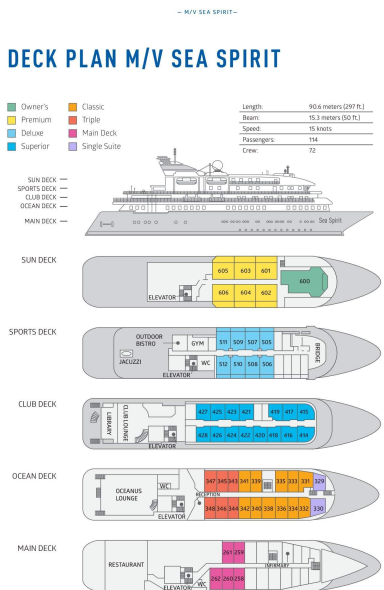 — M/V SEA SPIRIT—
DECK PLAN M/V SEA SPIRIT
Owner's
Classic
Premium
Triple
Deluxe
Main Deck
Superior
Single Suite
Length: 90.6 meters (297 ft.)
Beam: 15.3 meters (50 ft.)
Speed: 15 knots
Passengers: 114
Crew: 72
SUN DECK
SPORTS DECK
CLUB DECK
OCEAN DECK
MAIN DECK
Sea Spirit
SUN DECK
605 603 601
600
606 604 602
ELEVATOR
SPORTS DECK
OUTDOOR
BISTRO
GYM
511 509 507 505
JACUZZI
WC
512 510 508 506
ELEVATOR
BRIDGE
CLUB DECK
LIBRARY
CLUB LOUNGE
427 425 423 421 419 417 415
428 426 424 422 420 418 416 414
ELEVATOR
OCEAN DECK
OCEANUS
LOUNGE
WC
347 345 343 341 339 335 333 331 329
RECEPTION
348 346 344 342 340 338 336 334 332 330
ELEVATOR
MAIN DECK
RESTAURANT
261 259
INFIRMARY
262 260 258
WC
ELEVATOR